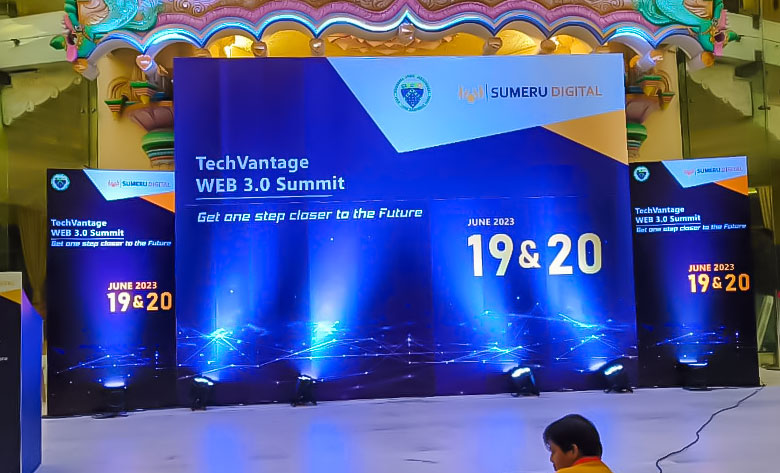 SUMERU DIGITAL
TechVantage
WEB 3.0 Summit
Get one step closer to the Future
JUNE 2023
19 & 20
SUMERU DIGITAL
TechVantage
WEB 3.0 Summit
Get one step closer to the Future
JUNE 2023
19 & 20
SUMERU DIGITAL
TechVantage
WEB 3.0 Summit
Get one step closer to the Future
JUNE 2023
19 & 20